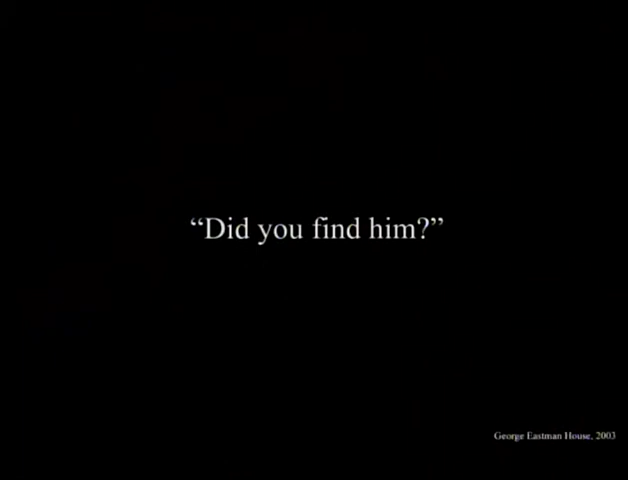 “Did you find him?”
George Eastman House, 2003